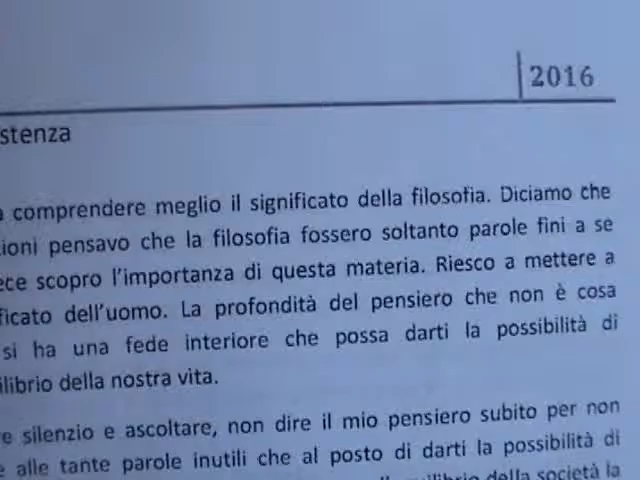 2016
stenza
a comprendere meglio il significato della filosofia. Diciamo che
ioni pensavo che la filosofia fossero soltanto parole fini a se
ece scopro l'importanza di questa materia. Riesco a mettere a
ficato dell'uomo. La profondità del pensiero che non è cosa
si ha una fede interiore che possa darti la possibilità di
ilibrio della nostra vita.
e silenzio e ascoltare, non dire il mio pensiero subito per non
e alle tante parole inutili che al posto di darti la possibilità di
della società la